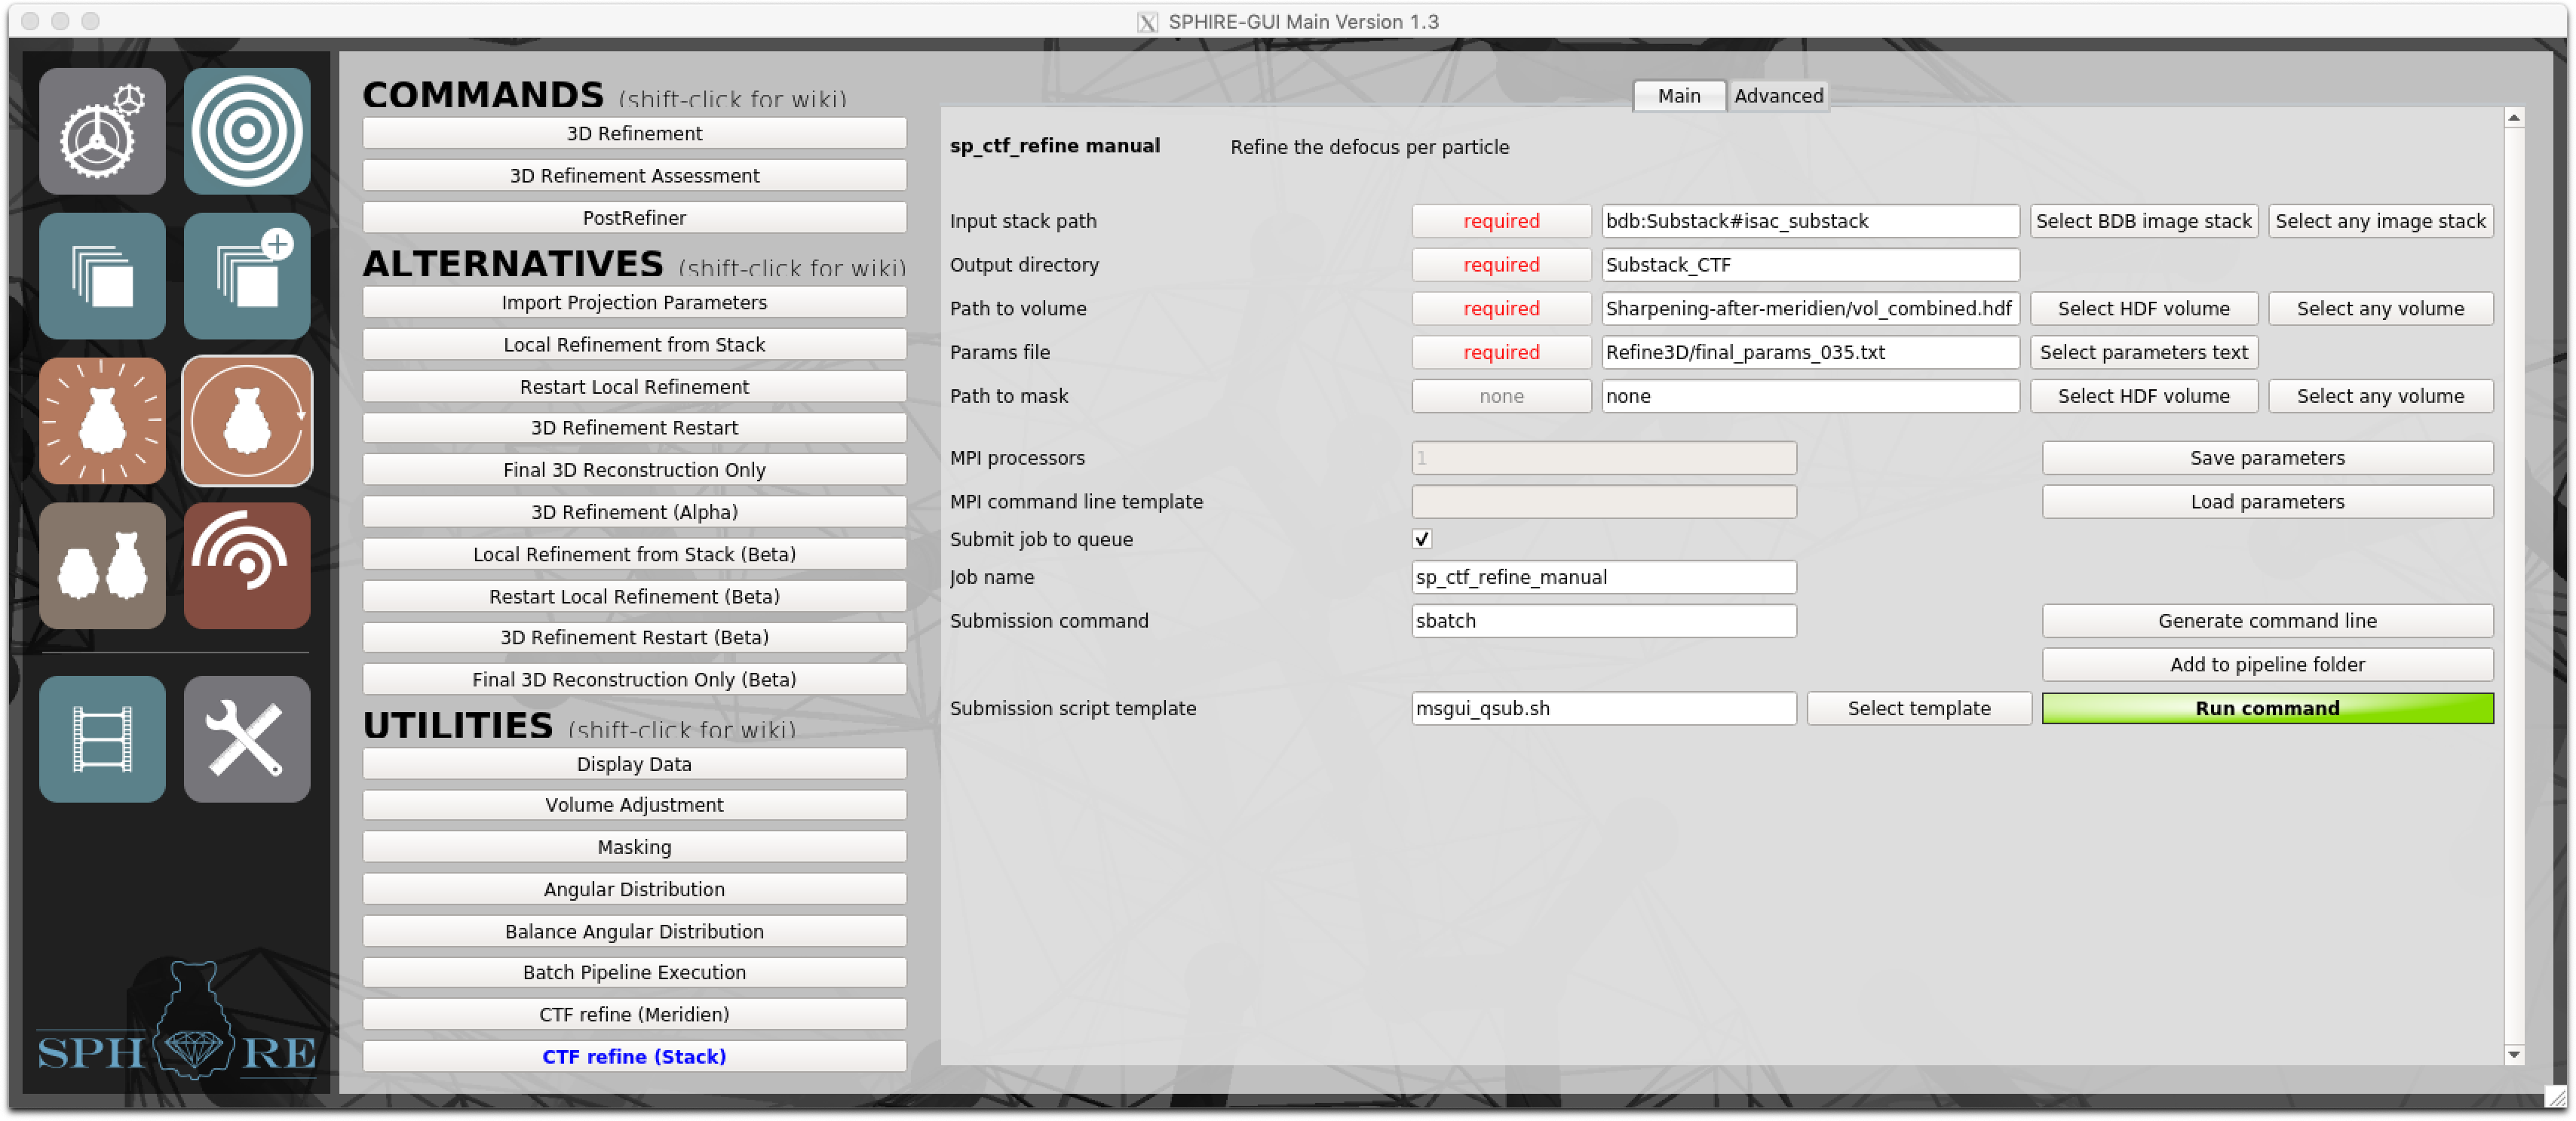 SPHIRE-GUI Main Version 1.3
COMMANDS (shift-click for wiki)
3D Refinement
3D Refinement Assessment
PostRefiner
ALTERNATIVES (shift-click for wiki)
Import Projection Parameters
Local Refinement from Stack
Restart Local Refinement
3D Refinement Restart
Final 3D Reconstruction Only
3D Refinement (Alpha)
Local Refinement from Stack (Beta)
Restart Local Refinement (Beta)
3D Refinement Restart (Beta)
Final 3D Reconstruction Only (Beta)
UTILITIES (shift-click for wiki)
Display Data
Volume Adjustment
Masking
Angular Distribution
Balance Angular Distribution
Batch Pipeline Execution
CTF refine (Meridien)
CTF refine (Stack)
SPH RE
Main Advanced
sp_ctf_refine manual Refine the defocus per particle
Input stack path required bdb:Substack#isac_substack Select BDB image stack Select any image stack
Output directory required Substack_CTF
Path to volume required Sharpening-after-meridien/vol_combined.hdf Select HDF volume Select any volume
Params file required Refine3D/final_params_035.txt Select parameters text
Path to mask none none Select HDF volume Select any volume
MPI processors 1 Save parameters
MPI command line template Load parameters
Submit job to queue
Job name sp_ctf_refine_manual
Submission command sbatch Generate command line
Add to pipeline folder
Submission script template msgui_qsub.sh Select template Run command